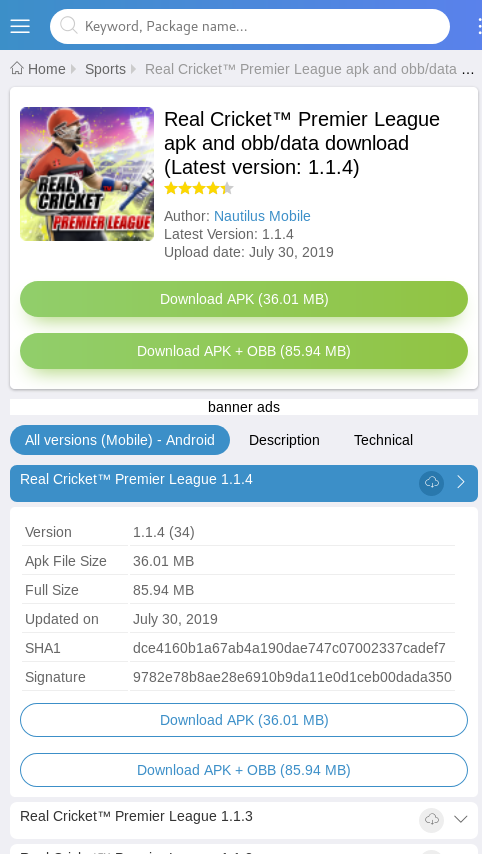 Keyword, Package name...
Home
Sports
Real Cricket™ Premier League apk and obb/data ...
REAL
CRICKET
PREMIER LEAGUE
Real Cricket™ Premier League
apk and obb/data download
(Latest version: 1.1.4)
Author: Nautilus Mobile
Latest Version: 1.1.4
Upload date: July 30, 2019
Download APK (36.01 MB)
Download APK + OBB (85.94 MB)
banner ads
All versions (Mobile) - Android
Description
Technical
Real Cricket™ Premier League 1.1.4
Version 1.1.4 (34)
Apk File Size 36.01 MB
Full Size 85.94 MB
Updated on July 30, 2019
SHA1 dce4160b1a67ab4a190dae747c07002337cadef7
Signature 9782e78b8ae28e6910b9da11e0d1ceb00dada350
Download APK (36.01 MB)
Download APK + OBB (85.94 MB)
Real Cricket™ Premier League 1.1.3